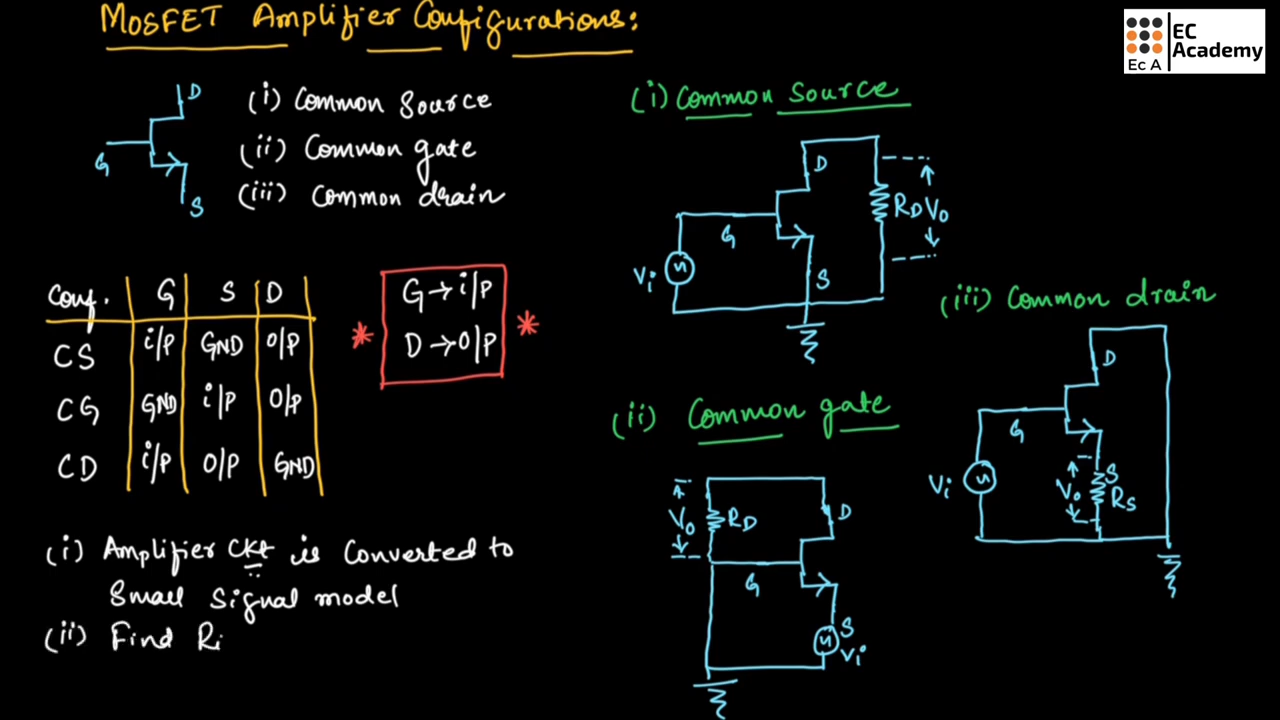 MOSFET Amplifier Configurations:
EC
Academy
Ec A
D
G
S
(i) Common Source
(ii) Common gate
(iii) Common drain
Conf. G S D
CS i/P GND O/P
CG GND i/P O/P
CD i/P O/P GND
* G→i/P *
D→O/P
(i) Amplifier Ckt is Converted to
Small Signal model
(ii) Find Ri
(i) Common Source
D
G
S
Vi
RD Vo
(ii) Common gate
Vo RD D
G
S
Vi
(iii) Common drain
D
G
Vi
Vo S
RS